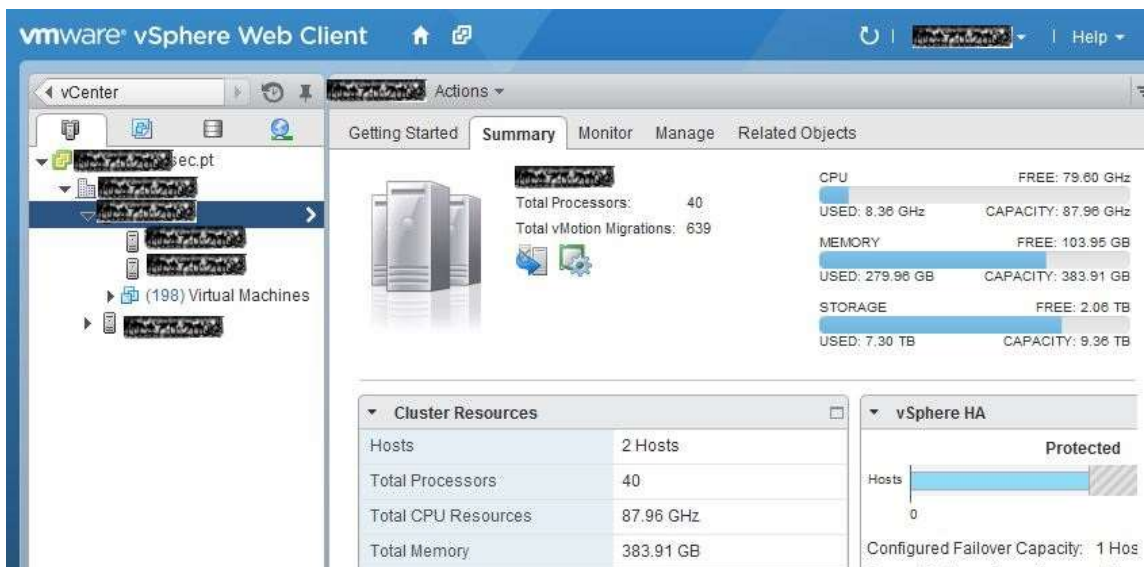 vmware® vSphere Web Client Help
vCenter Actions
Getting Started Summary Monitor Manage Related Objects
sec.pt
Total Processors: 40
Total vMotion Migrations: 639
(198) Virtual Machines
CPU FREE: 79.60 GHz
USED: 8.36 GHz CAPACITY: 87.96 GHz
MEMORY FREE: 103.95 GB
USED: 279.96 GB CAPACITY: 383.91 GB
STORAGE FREE: 2.06 TB
USED: 7.30 TB CAPACITY: 9.36 TB
Cluster Resources
Hosts 2 Hosts
Total Processors 40
Total CPU Resources 87.96 GHz
Total Memory 383.91 GB
vSphere HA
Protected
Hosts
0
Configured Failover Capacity: 1 Hos